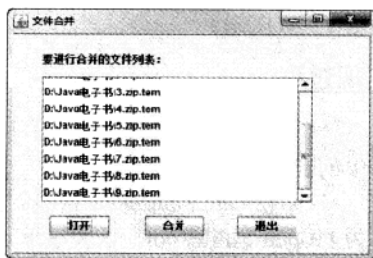 文件合并
要进行合并的文件列表：
D:\Java电子书\3.zip.tem
D:\Java电子书\4.zip.tem
D:\Java电子书\5.zip.tem
D:\Java电子书\6.zip.tem
D:\Java电子书\7.zip.tem
D:\Java电子书\8.zip.tem
D:\Java电子书\9.zip.tem
打开
合并
退出